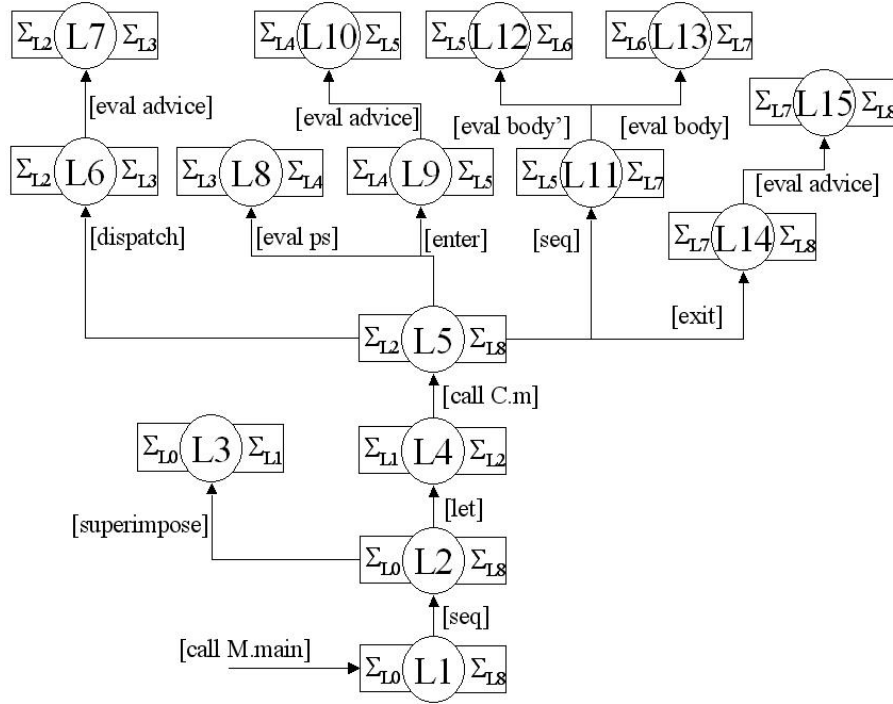 ΣL2 L7 ΣL3
ΣL4 L10 ΣL5
ΣL5 L12 ΣL6
ΣL6 L13 ΣL7
[eval advice]
[eval advice]
[eval body’]
[eval body]
ΣL7 L15 ΣL8
ΣL2 L6 ΣL3
ΣL3 L8 ΣL4
ΣL4 L9 ΣL5
ΣL5 L11 ΣL7
[eval advice]
[dispatch]
[eval ps]
[enter]
[seq]
ΣL7 L14 ΣL8
[exit]
ΣL2 L5 ΣL8
[call C.m]
ΣL0 L3 ΣL1
ΣL1 L4 ΣL2
[superimpose]
[let]
ΣL0 L2 ΣL8
[seq]
[call M.main]
ΣL0 L1 ΣL8